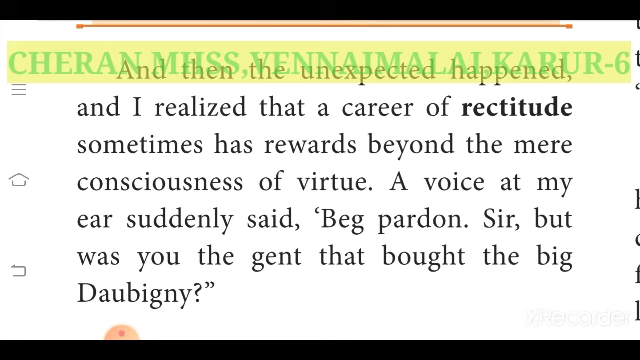 CHERAN MHSS,VENNAIMALAI,KARUR-6
And then the unexpected happened,
and I realized that a career of rectitude
sometimes has rewards beyond the mere
consciousness of virtue. A voice at my
ear suddenly said, ‘Beg pardon. Sir, but
was you the gent that bought the big
Daubigny?”
XRecorder